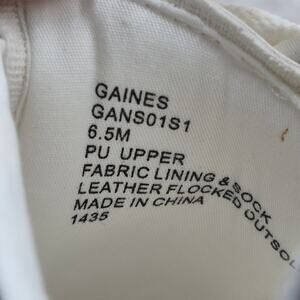 GAINES
GANS01S1
6.5M
PU UPPER
FABRIC LINING & SOCK
LEATHER FLOCKED OUTSOL
MADE IN CHINA
1435